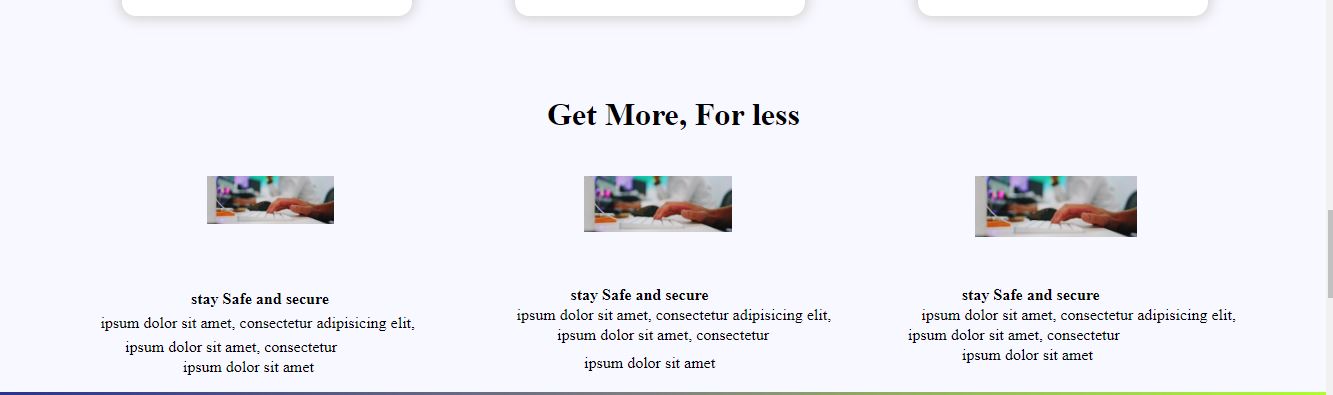 Get More, For less
stay Safe and secure
ipsum dolor sit amet, consectetur adipisicing elit,
ipsum dolor sit amet, consectetur
ipsum dolor sit amet
stay Safe and secure
ipsum dolor sit amet, consectetur adipisicing elit,
ipsum dolor sit amet, consectetur
ipsum dolor sit amet
stay Safe and secure
ipsum dolor sit amet, consectetur adipisicing elit,
ipsum dolor sit amet, consectetur
ipsum dolor sit amet